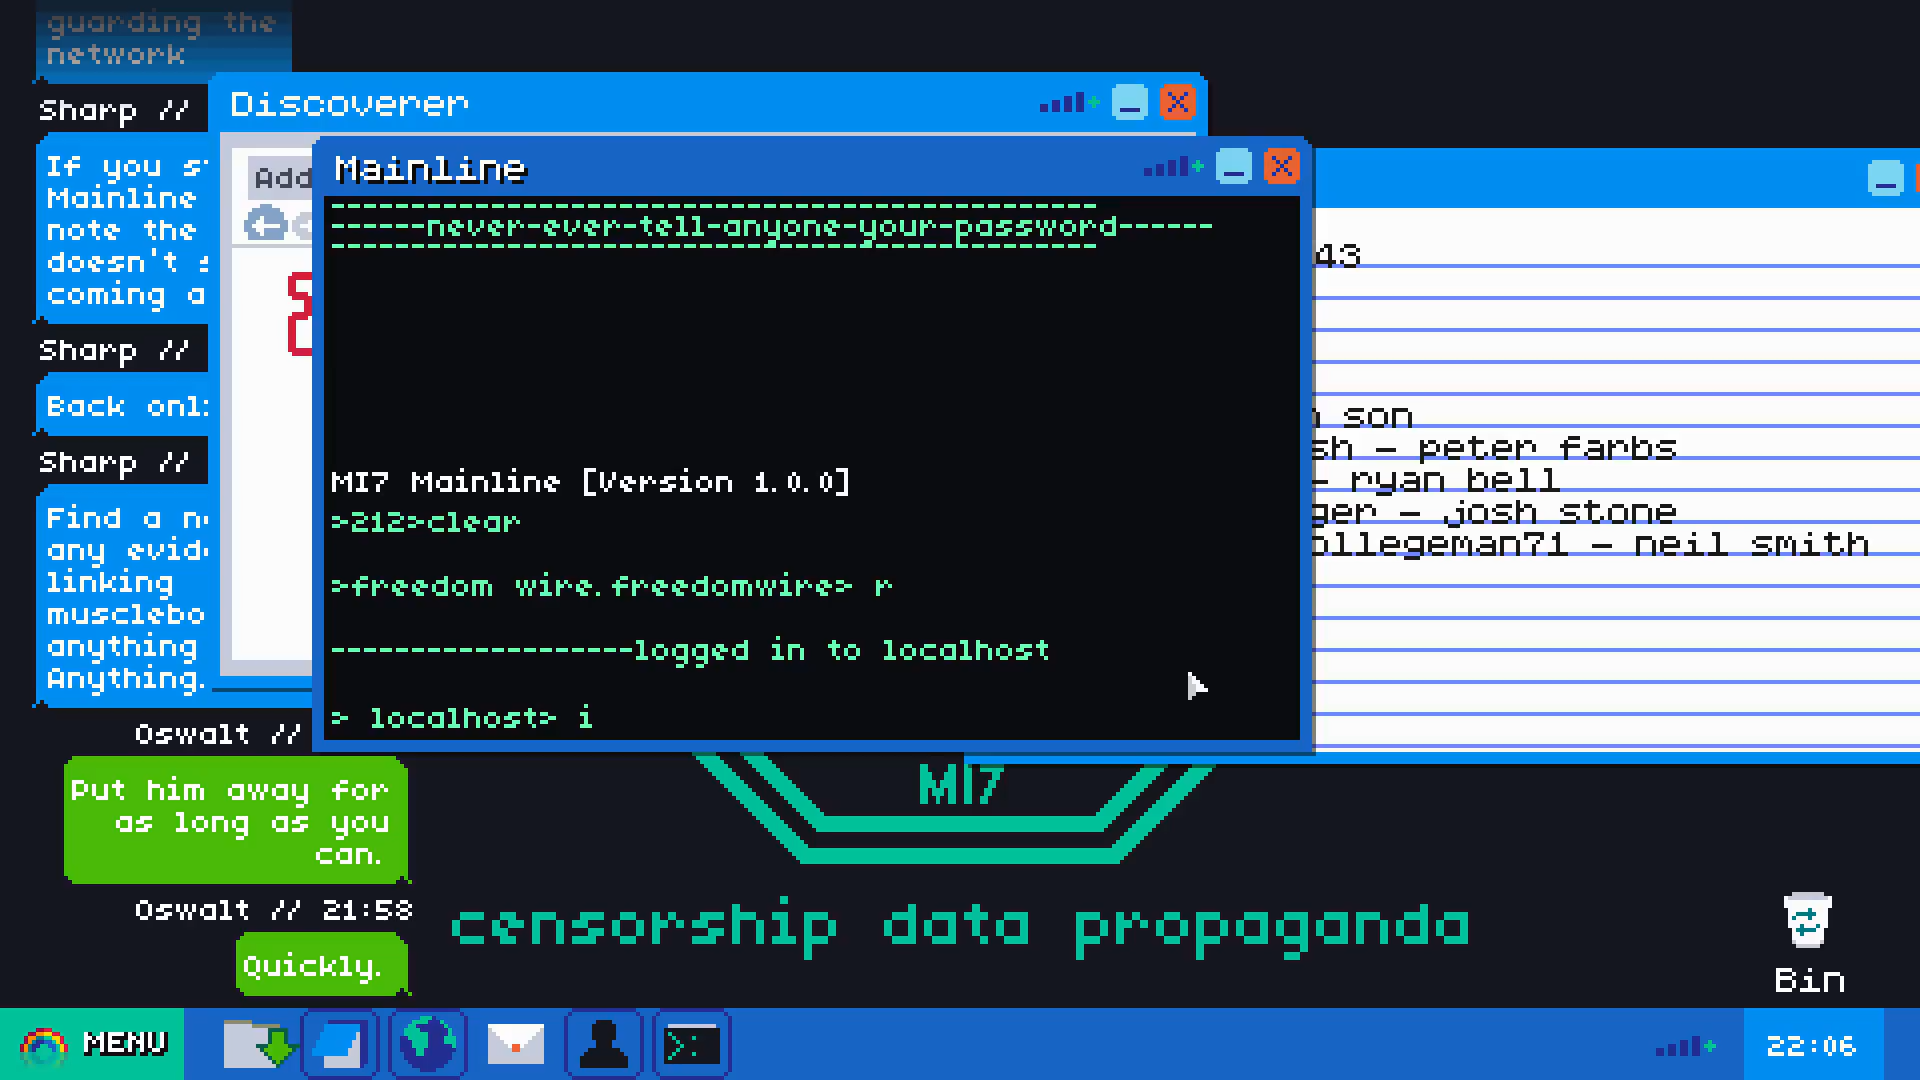 guarding the
network
Sharp //
If you s
Mainline
note the
doesn't
coming a
Sharp //
Back onl
Sharp //
Find a n
any evid
linking
musclebo
anything
Anything.
Oswalt //
Put him away for
as long as you
can.
Oswalt // 21:58
Quickly.
Discoverer
Add
Mainline
------never-ever-tell-anyone-your-password------
MI7 Mainline [Version 1.0.0]
>212>clear
>freedom wire.freedomwire> r
-------------------logged in to localhost
> localhost> i
43
son
sh - peter farbs
- ryan bell
ger - josh stone
ollegeman71 - neil smith
MI7
censorship data propaganda
Bin
MENU
22:06